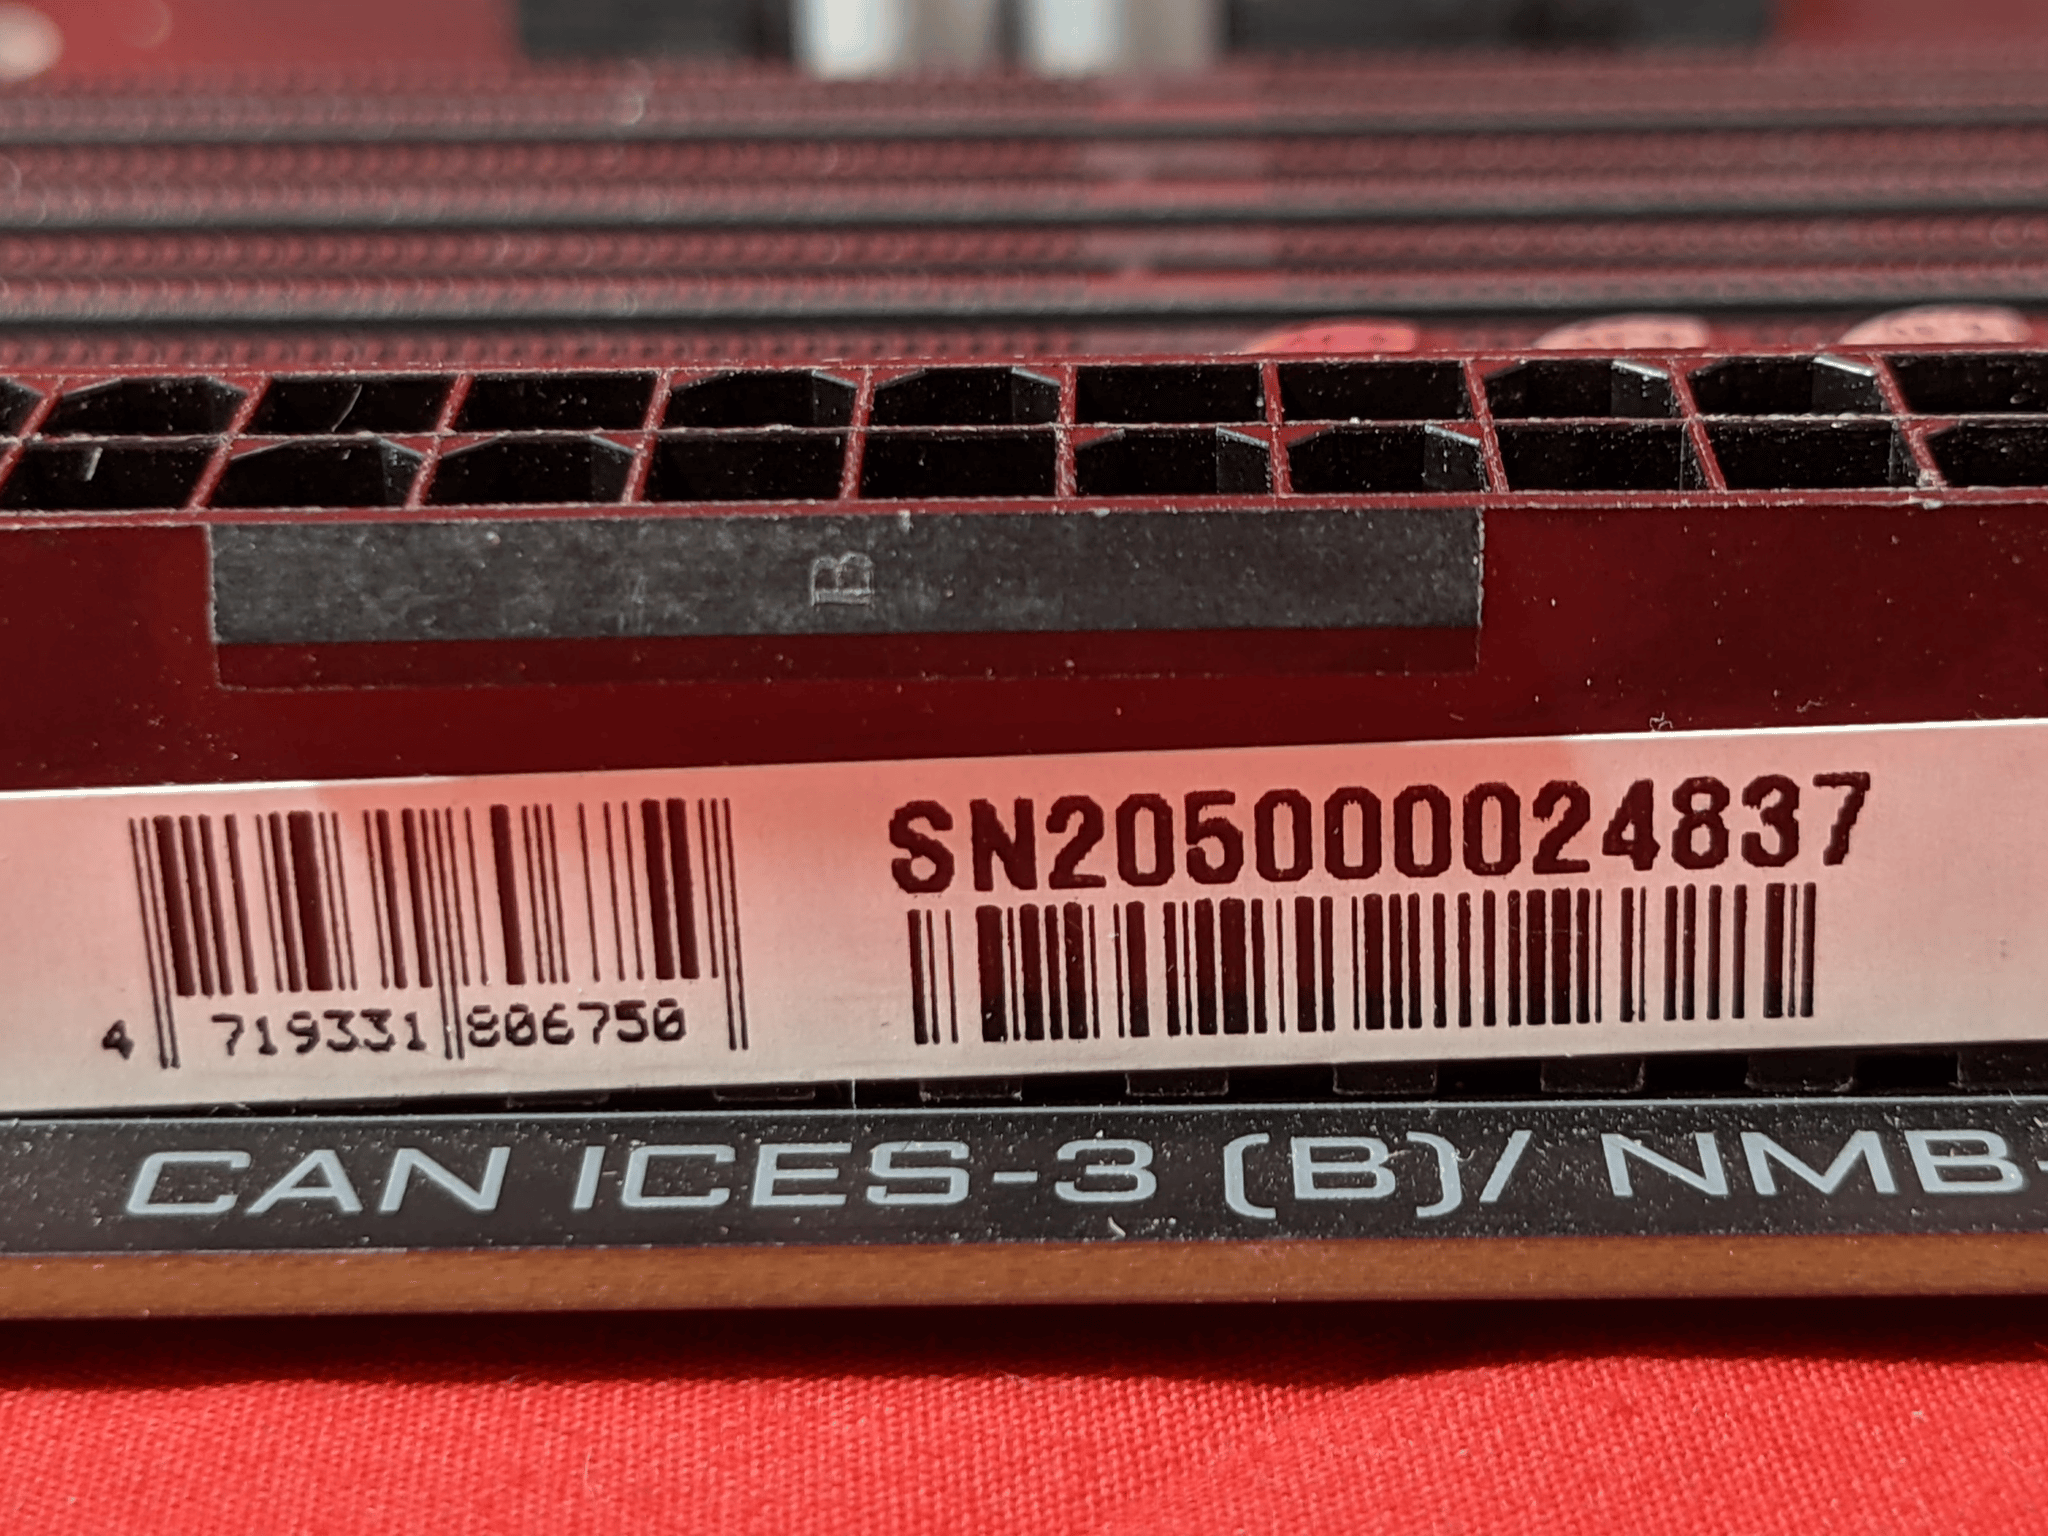 B
SN205000024837
4 719331 806750
CAN ICES-3 (B)/ NMB-